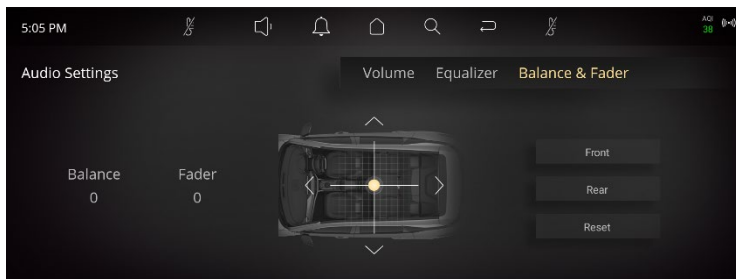 5:05 PM
AQI
38
Audio Settings
Volume Equalizer Balance & Fader
Balance Fader
0 0
Front
Rear
Reset